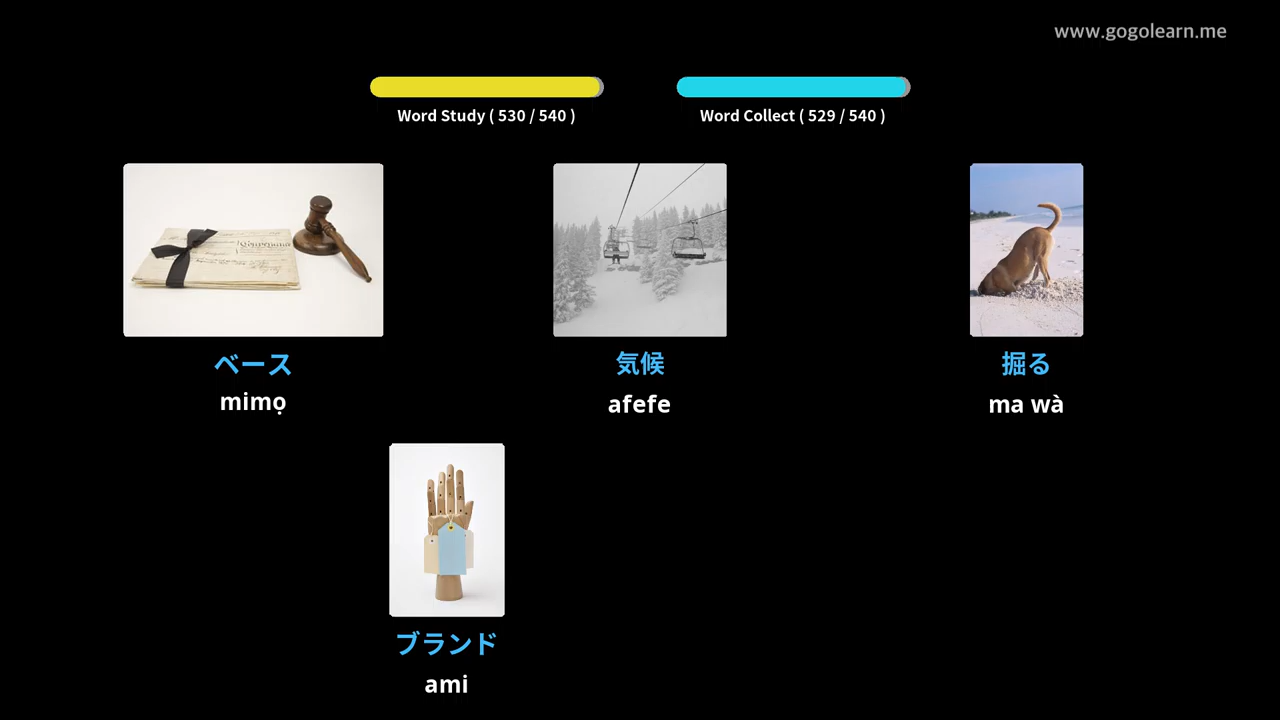 www.gogolearn.me
Word Study ( 530 / 540 )
Word Collect ( 529 / 540 )
ベース
mimọ
気候
afefe
掘る
ma wà
ブランド
ami